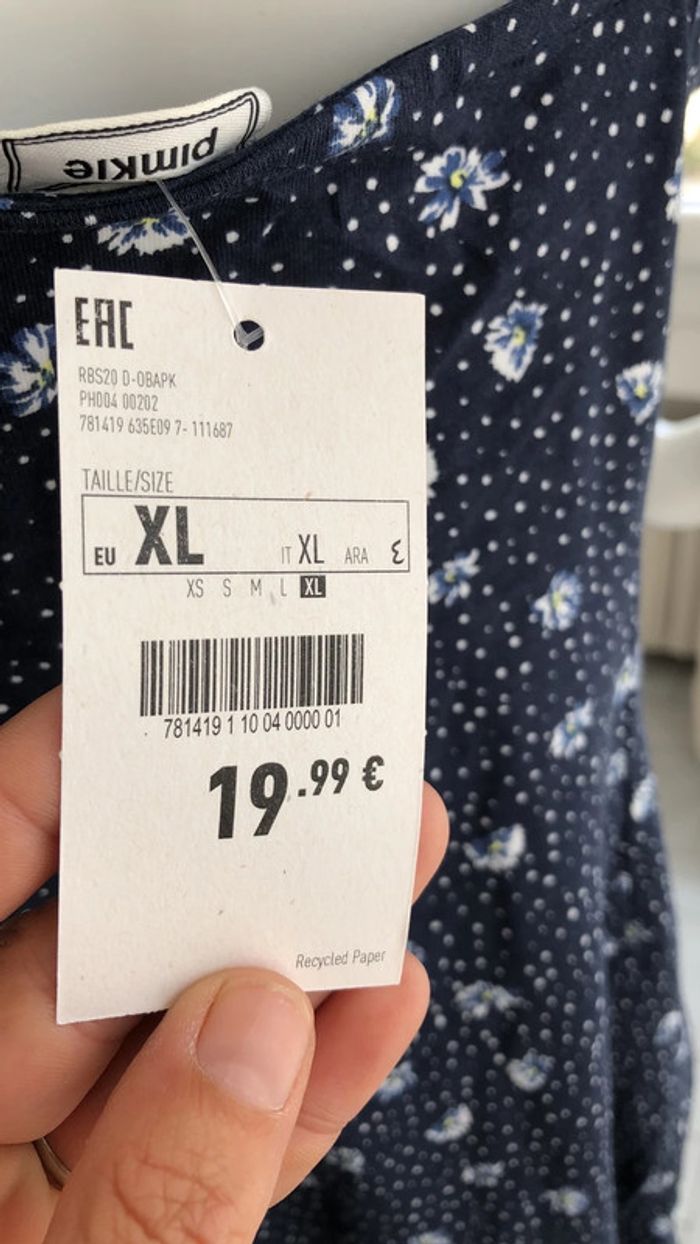 pimkie
EAC
RBS20 D-OBAPK
PH004 00202
781419 635E09 7- 111687
TAILLE/SIZE
EU XL IT XL ARA ٤
XS S M L XL
781419 1 10 04 0000 01
19.99 €
Recycled Paper